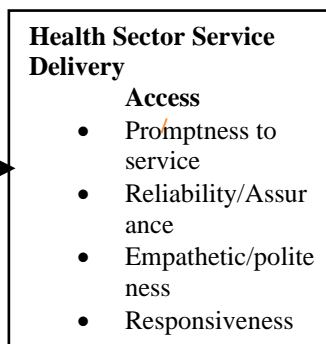 Health Sector Service
Delivery
Access
• Promptness to
service
• Reliability/Assur
ance
• Empathetic/polite
ness
• Responsiveness